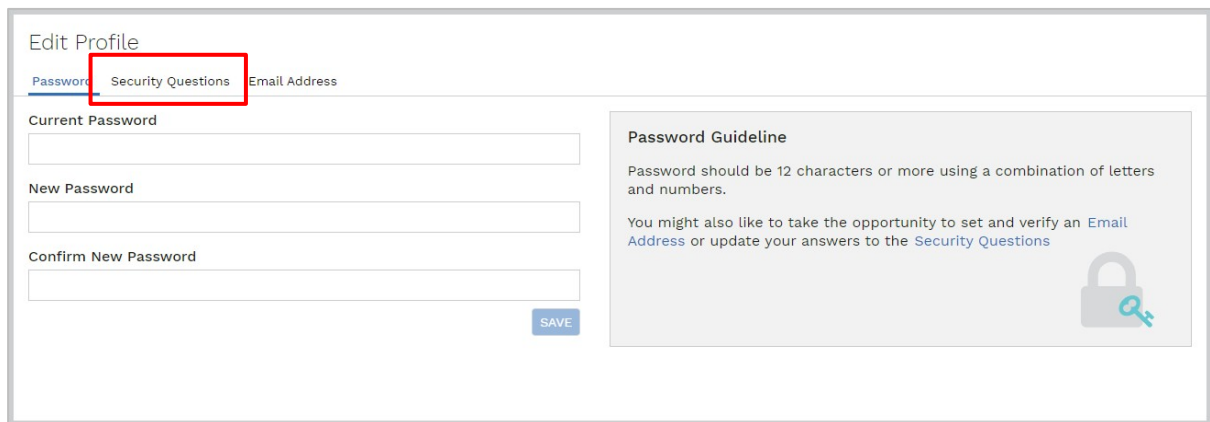 Edit Profile
Password Security Questions Email Address
Current Password
New Password
Confirm New Password
SAVE
Password Guideline
Password should be 12 characters or more using a combination of letters
and numbers.
You might also like to take the opportunity to set and verify an Email
Address or update your answers to the Security Questions